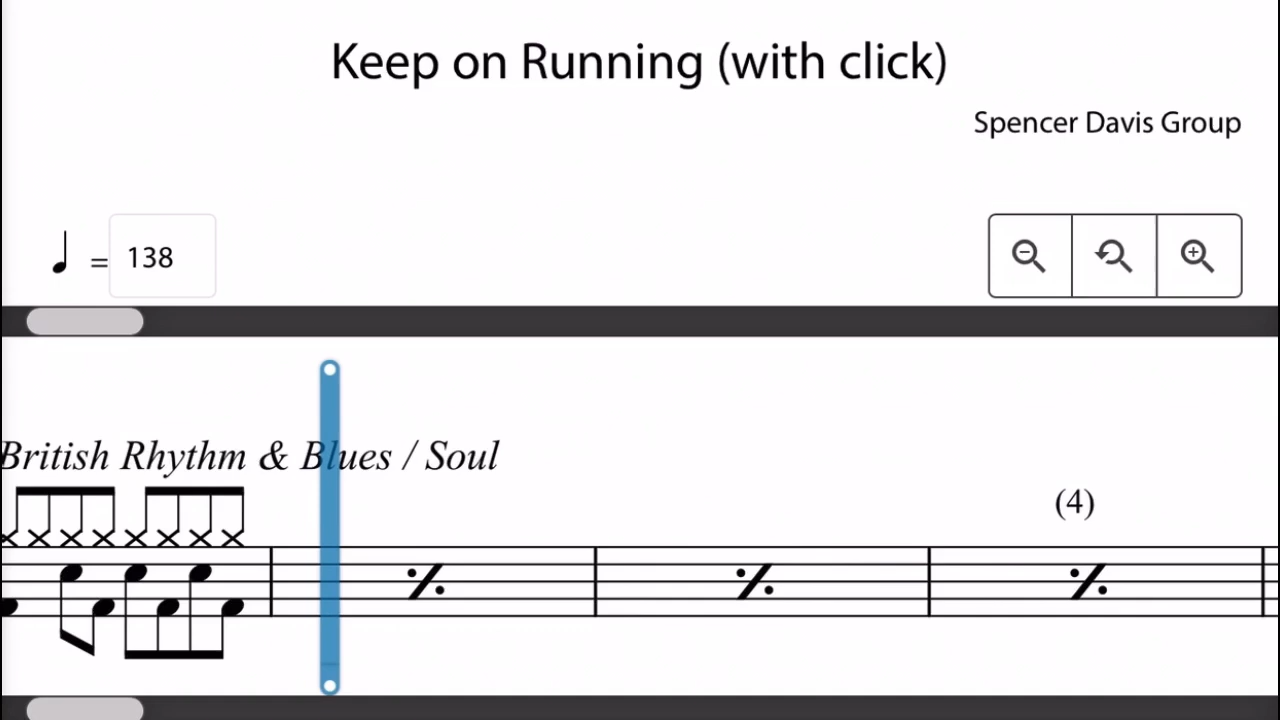 Keep on Running (with click)
Spencer Davis Group
= 138
British Rhythm & Blues / Soul
(4)